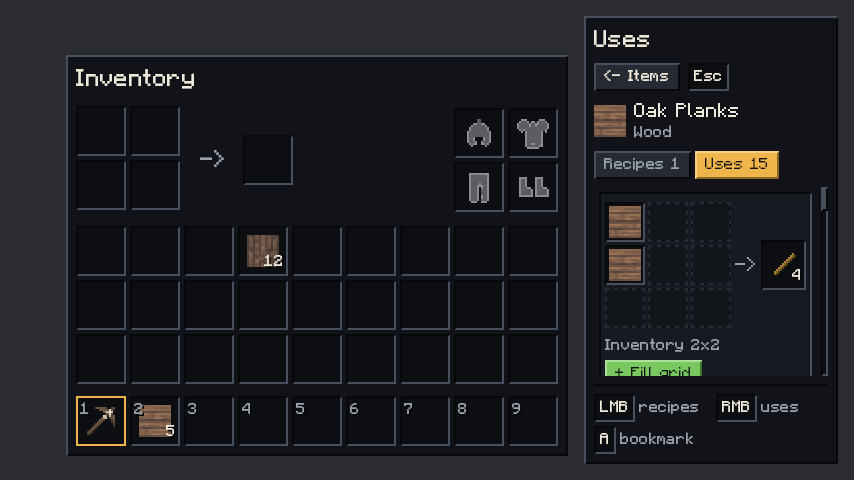 Uses
<- Items Esc
Oak Planks
Wood
Recipes 1 Uses 15
Inventory
->
12
-> 4
Inventory 2x2
+ Fill grid
1 2 3 4 5 6 7 8 9
5
LMB recipes RMB uses
A bookmark